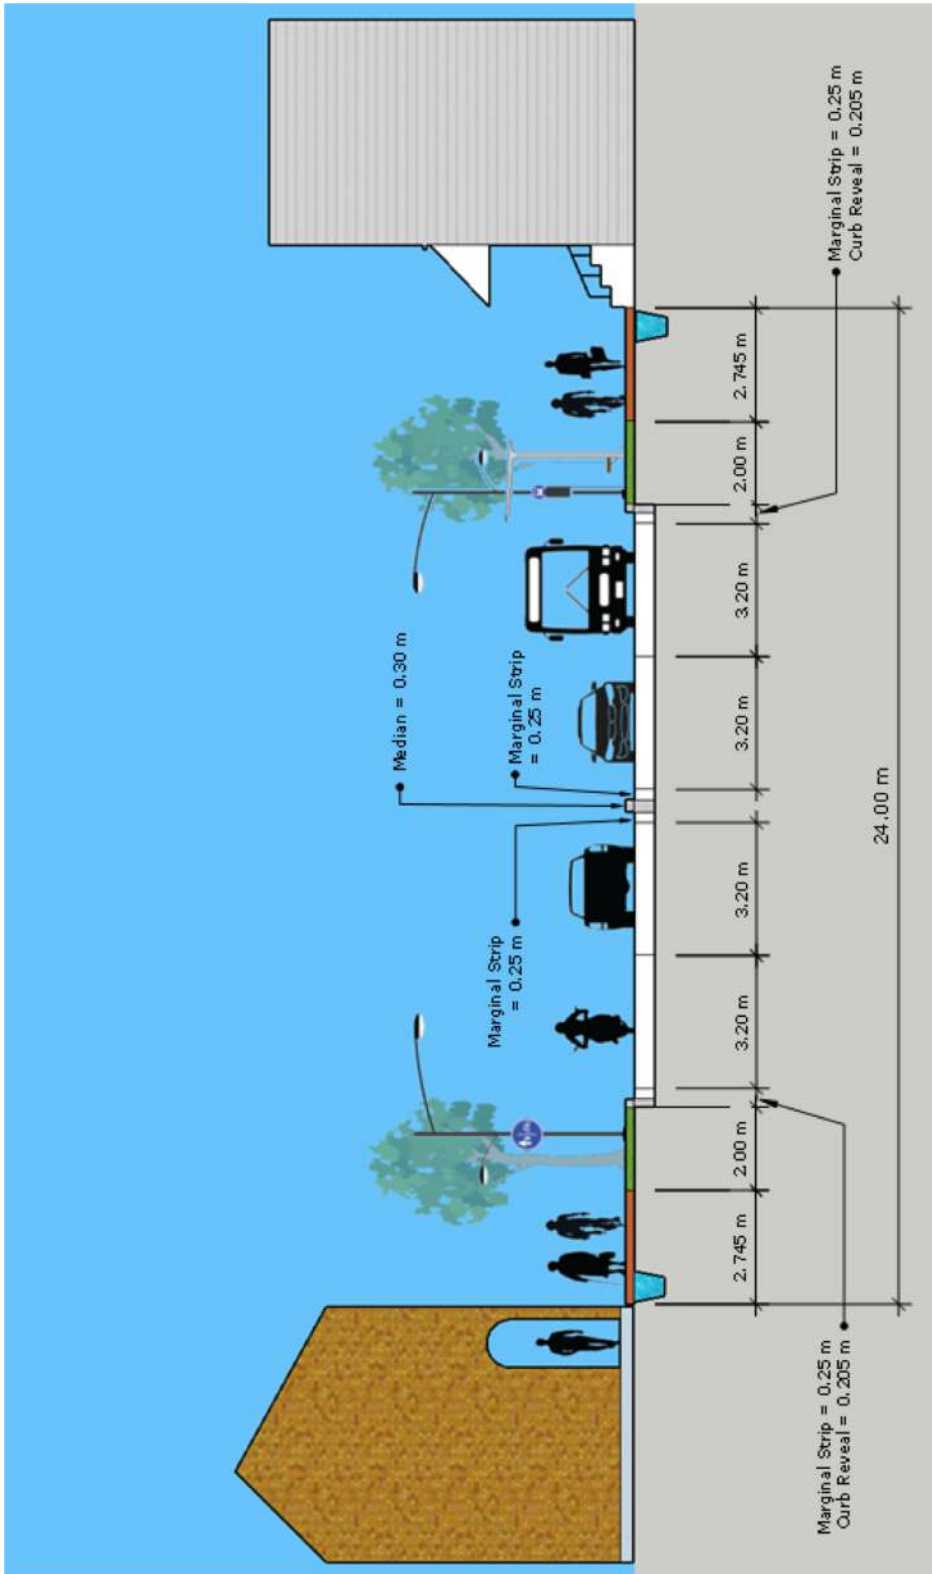 Median = 0.30 m
Marginal Strip
= 0.25 m
Marginal Strip
= 0.25 m
2.745 m
2.00 m
3.20 m
3.20 m
3.20 m
3.20 m
2.00 m
2.745 m
Marginal Strip = 0.25 m
Curb Reveal = 0.205 m
Marginal Strip = 0.25 m
Curb Reveal = 0.205 m
24.00 m